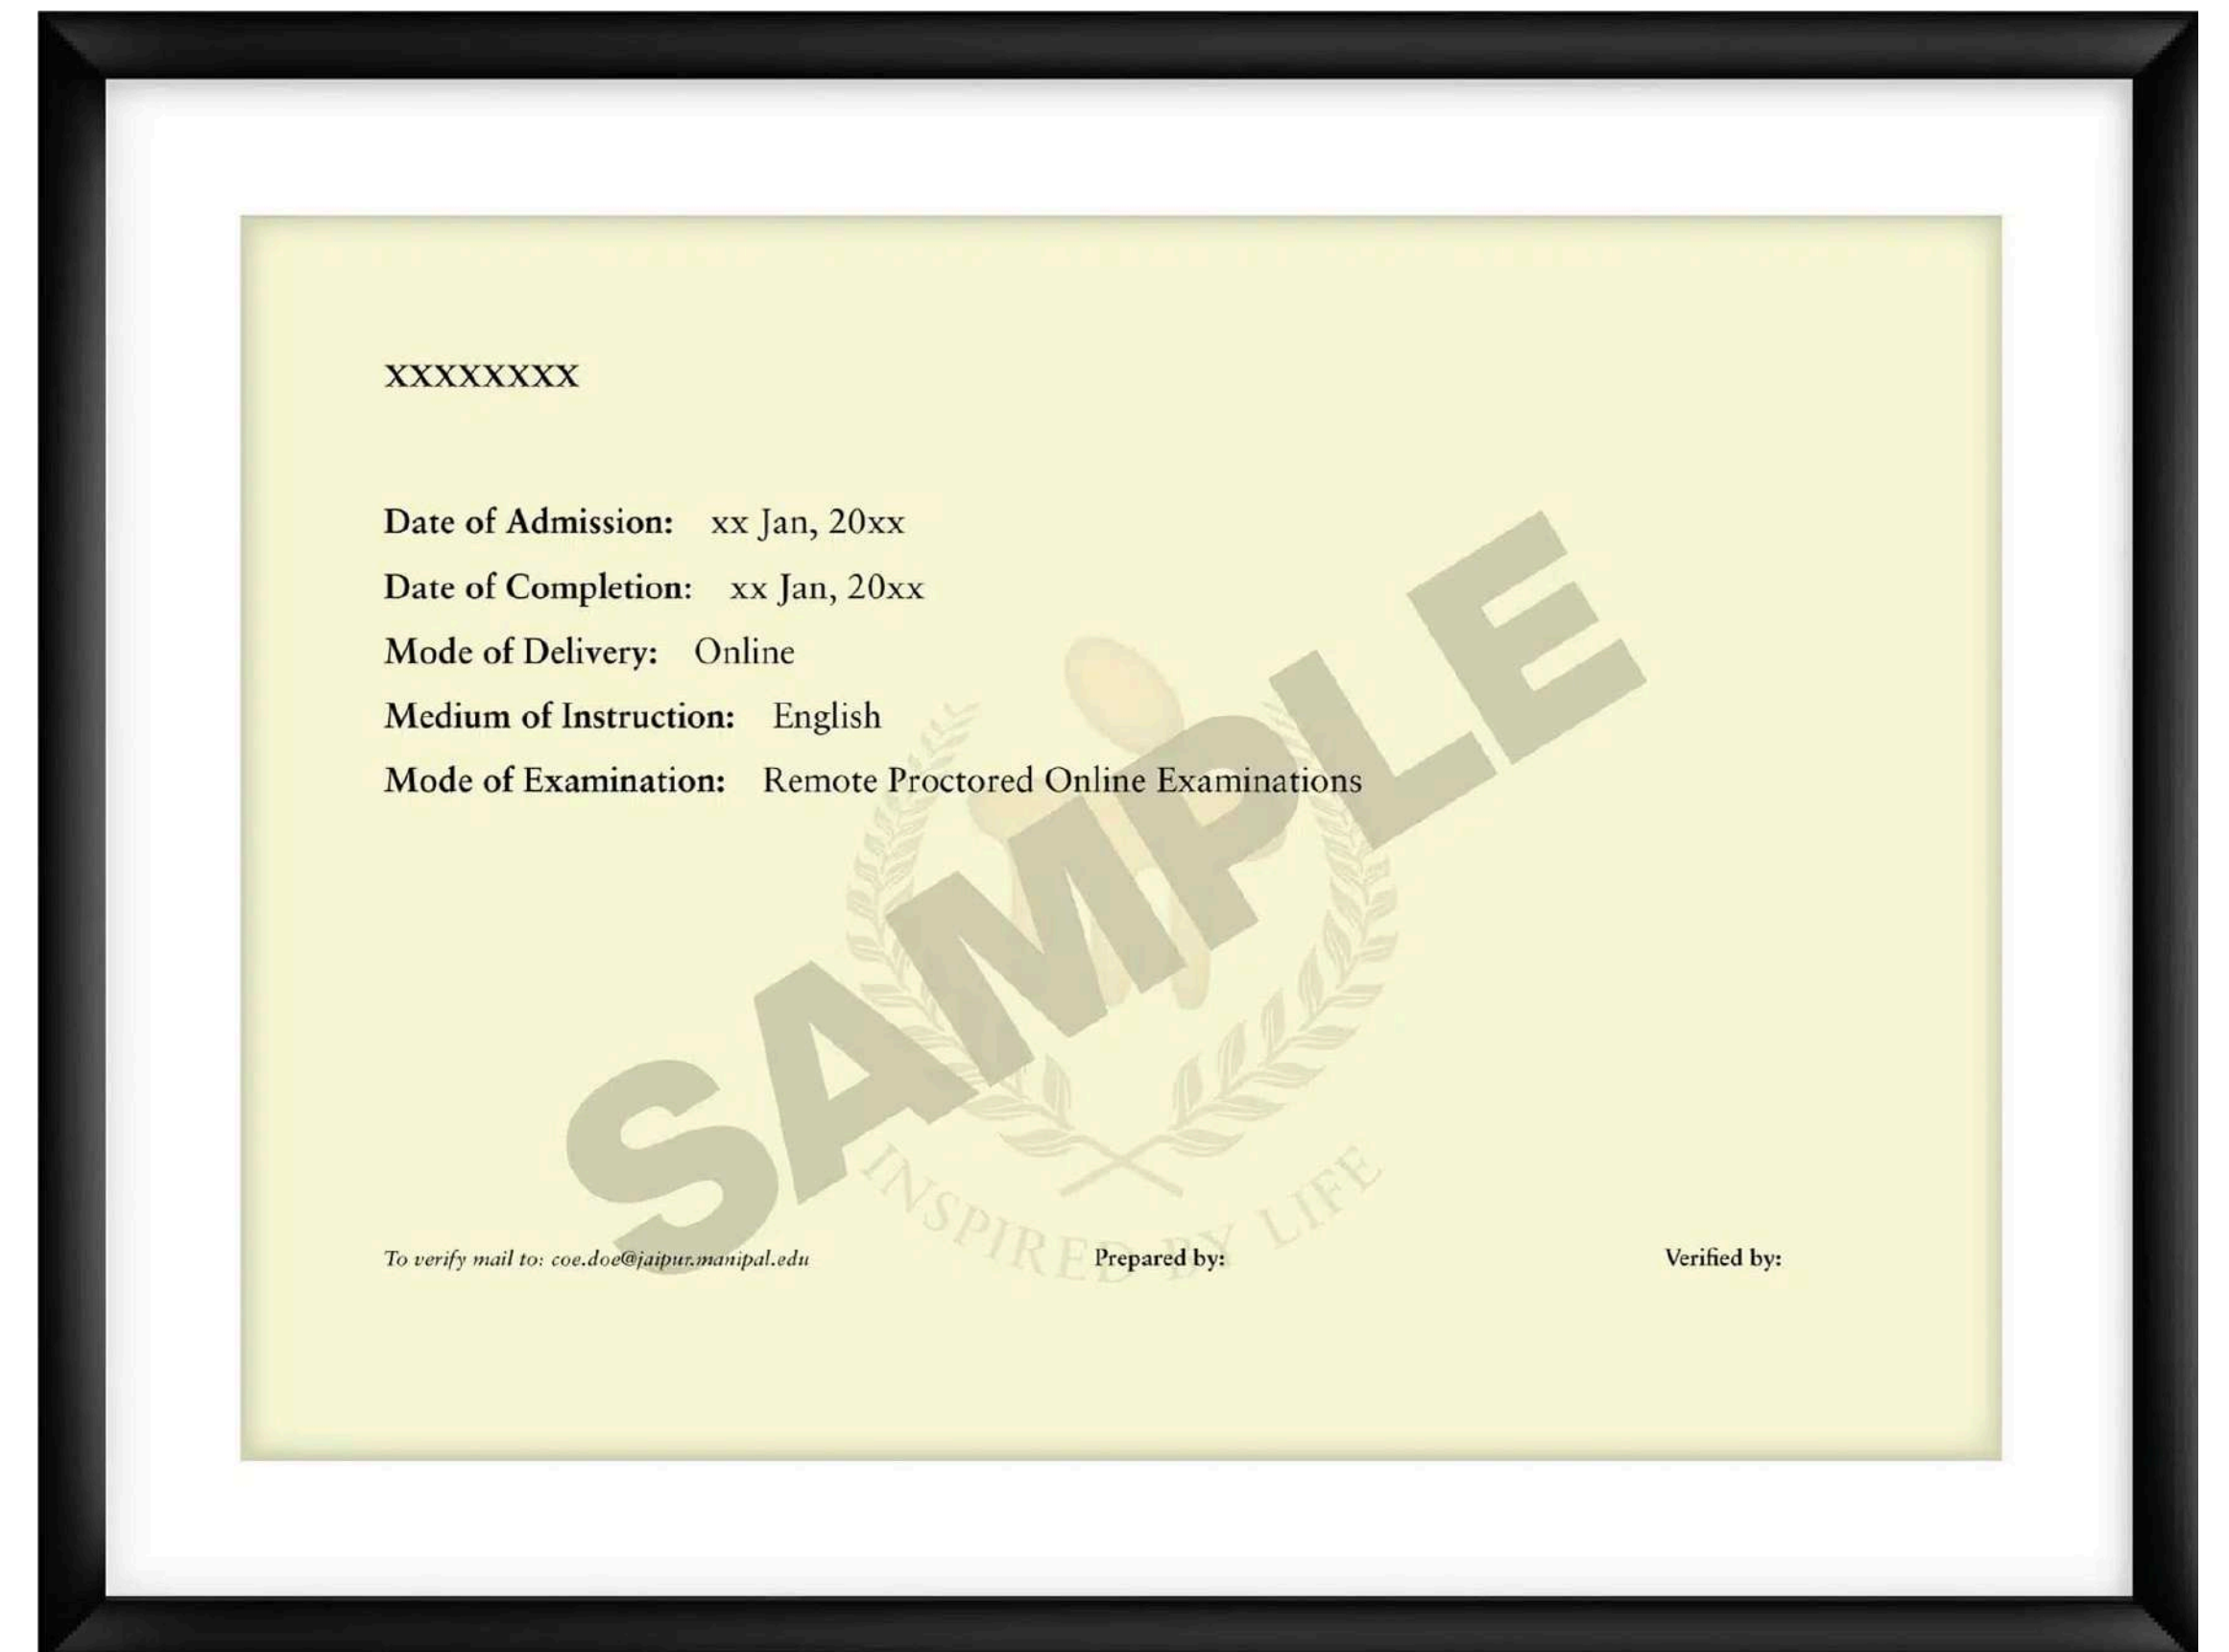 xxxxxxxx
Date of Admission: xx Jan, 20xx
Date of Completion: xx Jan, 20xx
Mode of Delivery: Online
Medium of Instruction: English
Mode of Examination: Remote Proctored Online Examinations
SAMPLE
INSPIRED BY LIFE
To verify mail to: coe.doe@jaipur.manipal.edu Prepared by: Verified by: